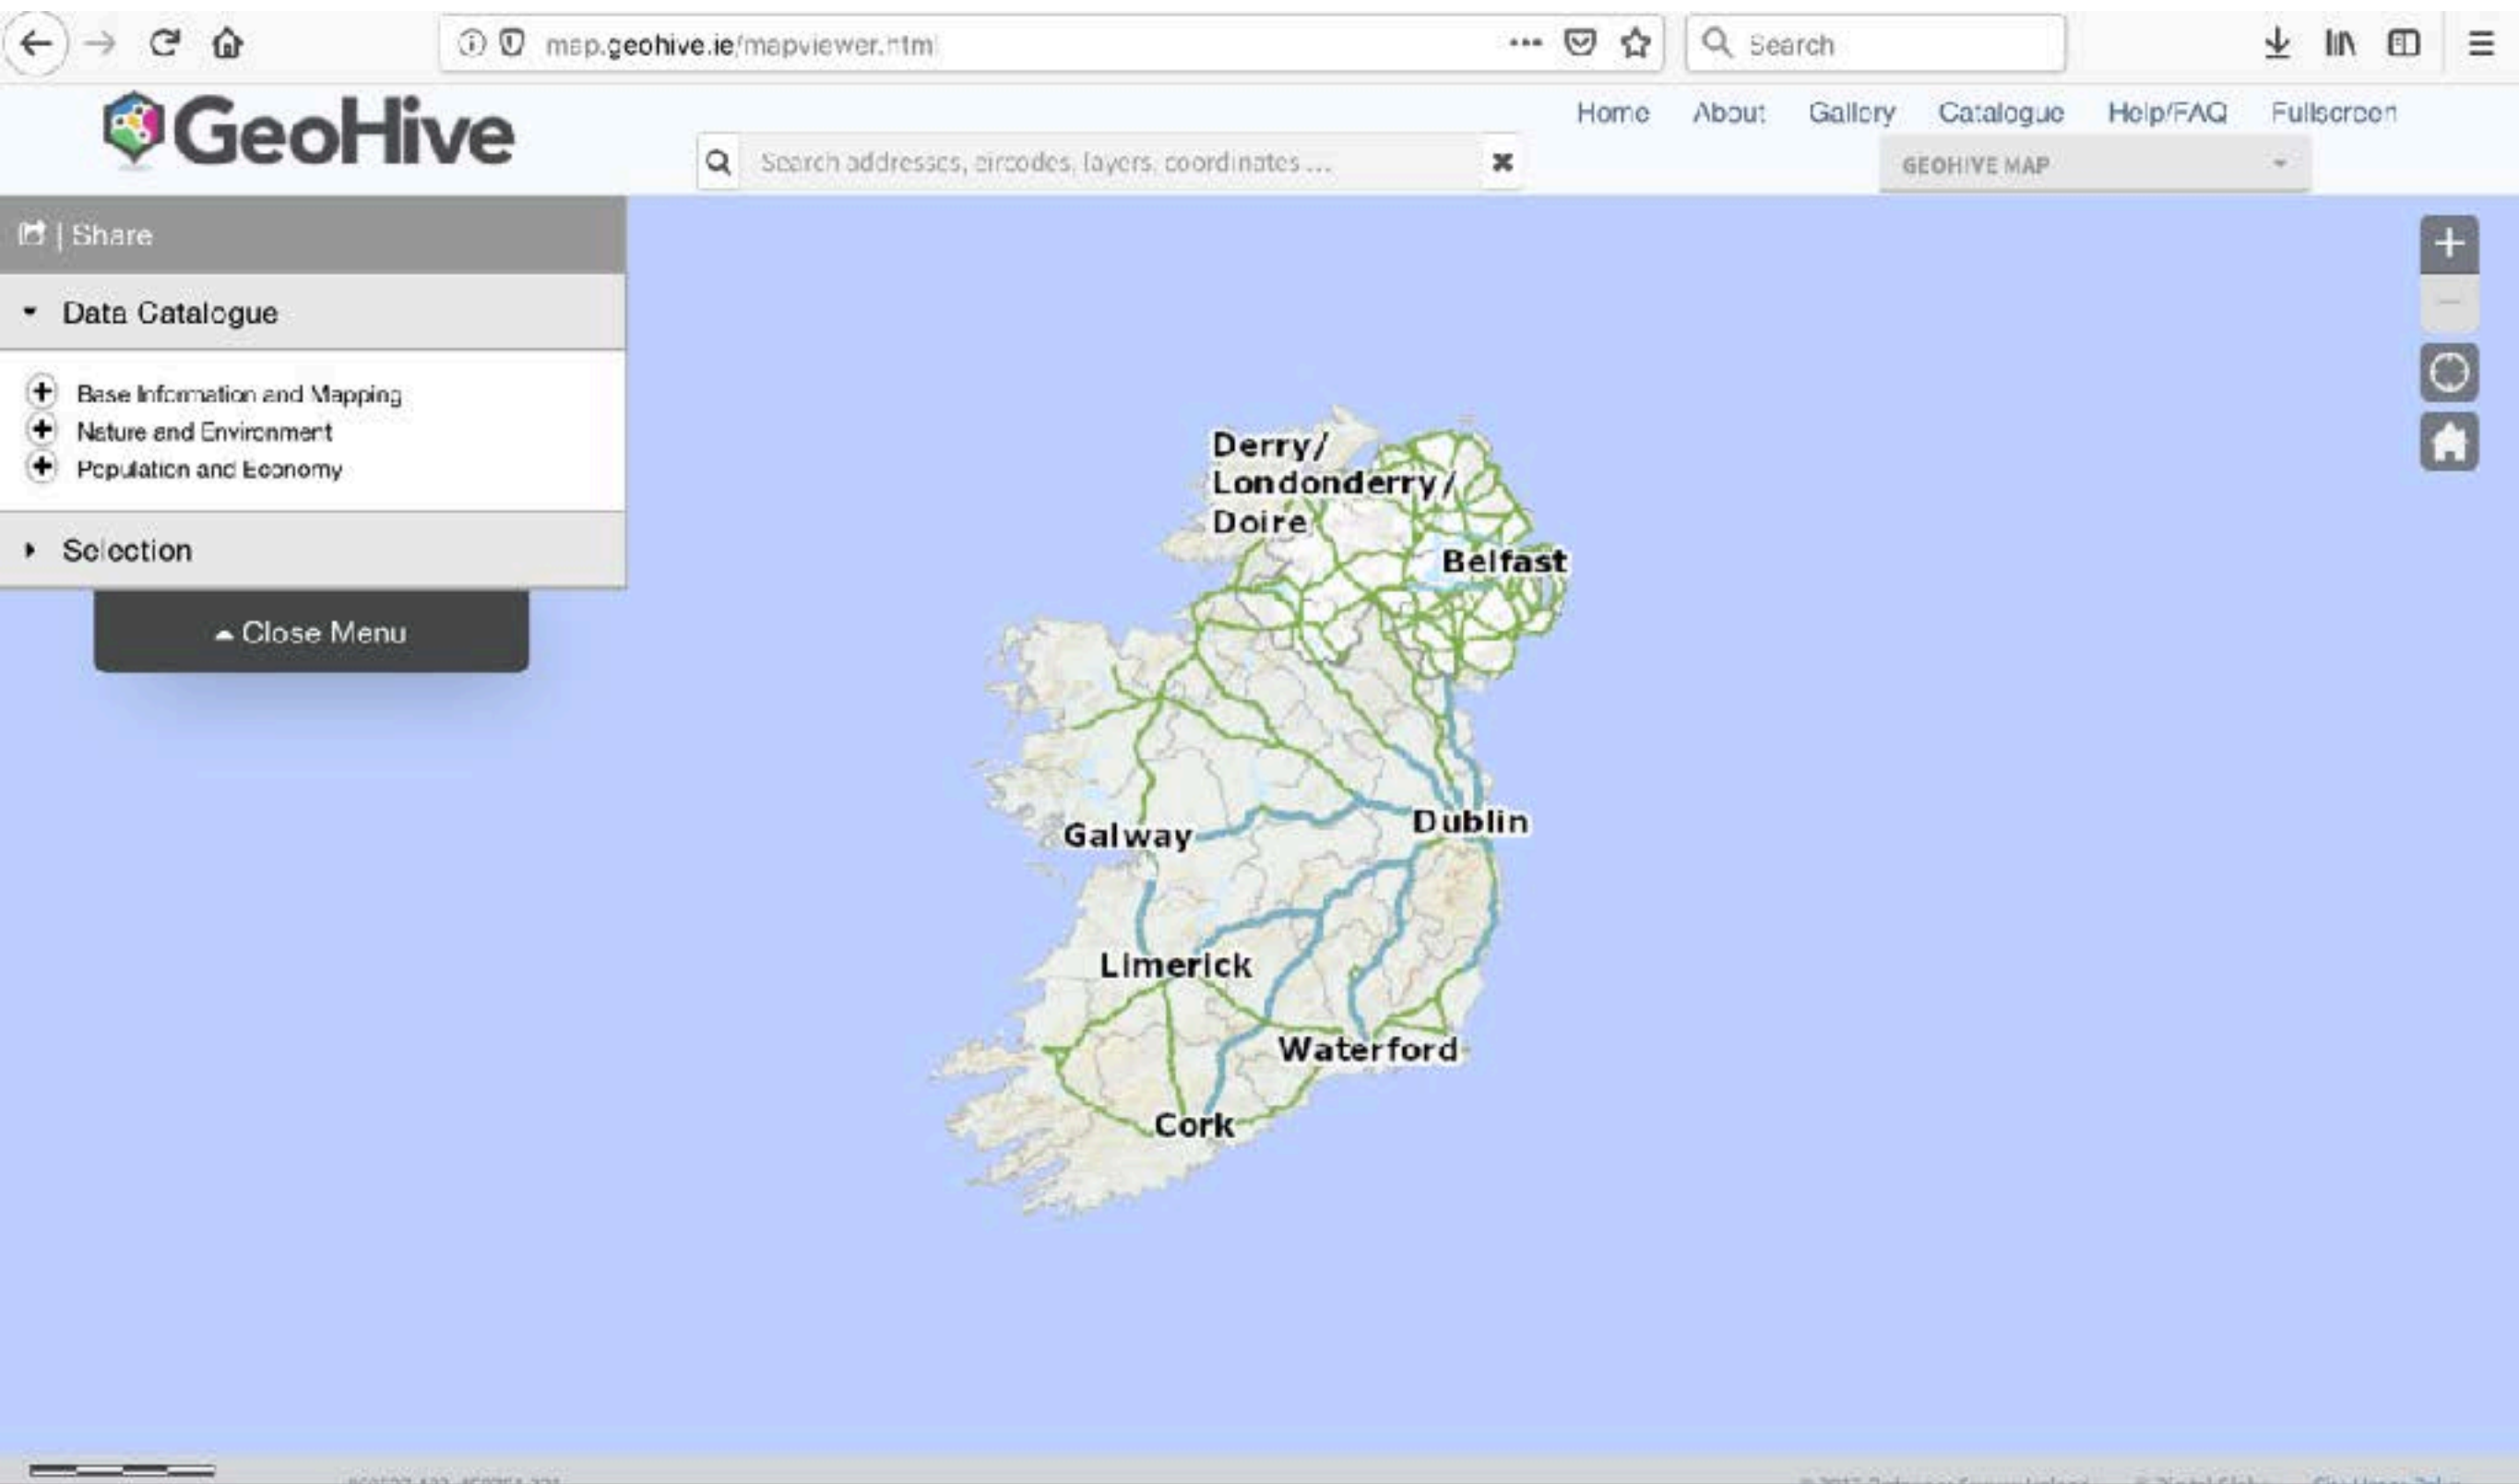 map.geohive.ie/mapviewer.html
Search
GeoHive
Home About Gallery Catalogue Help/FAQ Fullscreen
Search addresses, eircodes, layers, coordinates ...
GEOHIVE MAP
| Share
Data Catalogue
Base Information and Mapping
Nature and Environment
Population and Economy
Selection
Close Menu
Derry/
Londonderry/
Doire
Belfast
Dublin
Galway
Limerick
Waterford
Cork